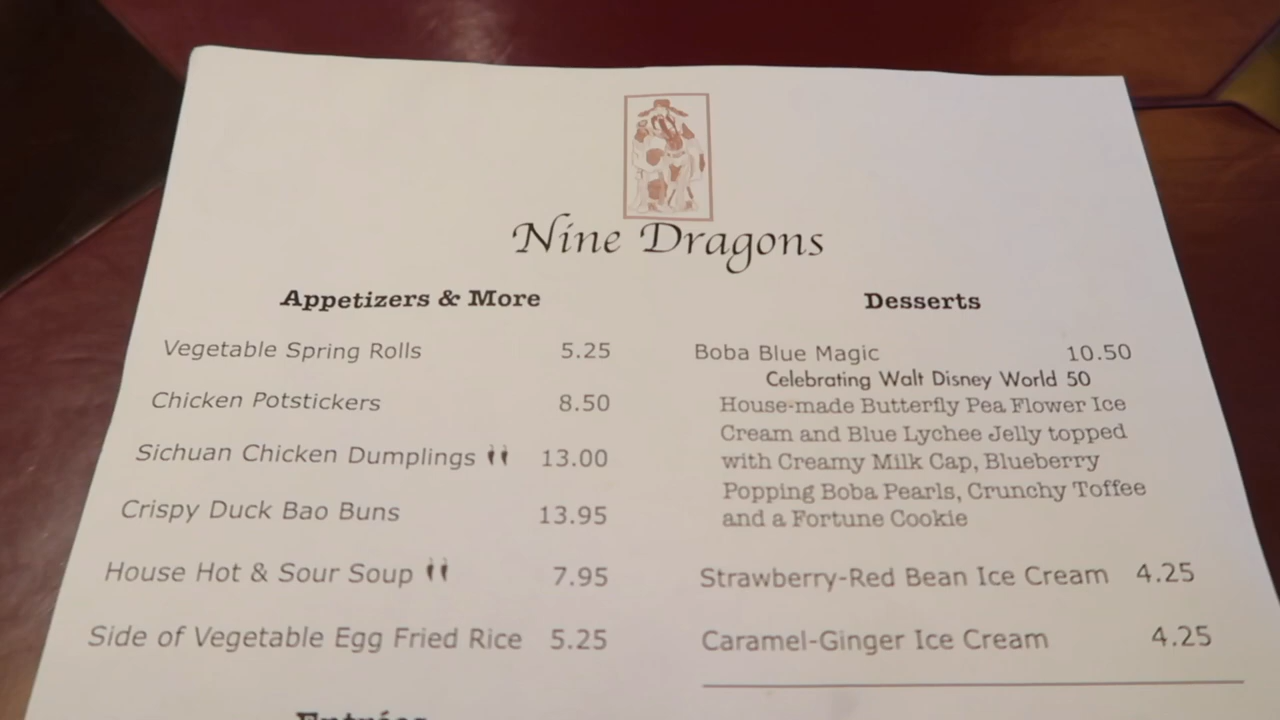 Nine Dragons
Appetizers & More
Vegetable Spring Rolls 5.25
Chicken Potstickers 8.50
Sichuan Chicken Dumplings 13.00
Crispy Duck Bao Buns 13.95
House Hot & Sour Soup 7.95
Side of Vegetable Egg Fried Rice 5.25
Desserts
Boba Blue Magic 10.50
Celebrating Walt Disney World 50
House-made Butterfly Pea Flower Ice
Cream and Blue Lychee Jelly topped
with Creamy Milk Cap, Blueberry
Popping Boba Pearls, Crunchy Toffee
and a Fortune Cookie
Strawberry-Red Bean Ice Cream 4.25
Caramel-Ginger Ice Cream 4.25
Entrées